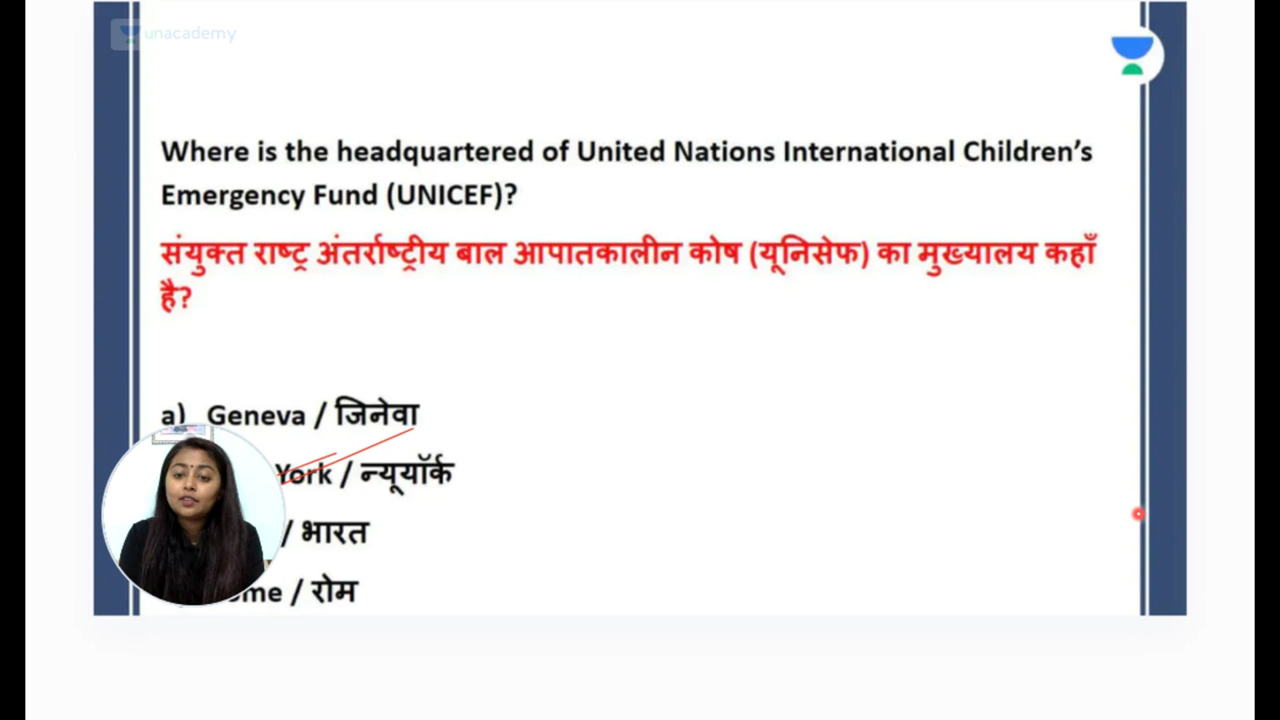 unacademy
Where is the headquartered of United Nations International Children's
Emergency Fund (UNICEF)?
संयुक्त राष्ट्र अंतर्राष्ट्रीय बाल आपातकालीन कोष (यूनिसेफ) का मुख्यालय कहाँ
है?
a) Geneva / जिनेवा
York / न्यूयॉर्क
/ भारत
/ रोम